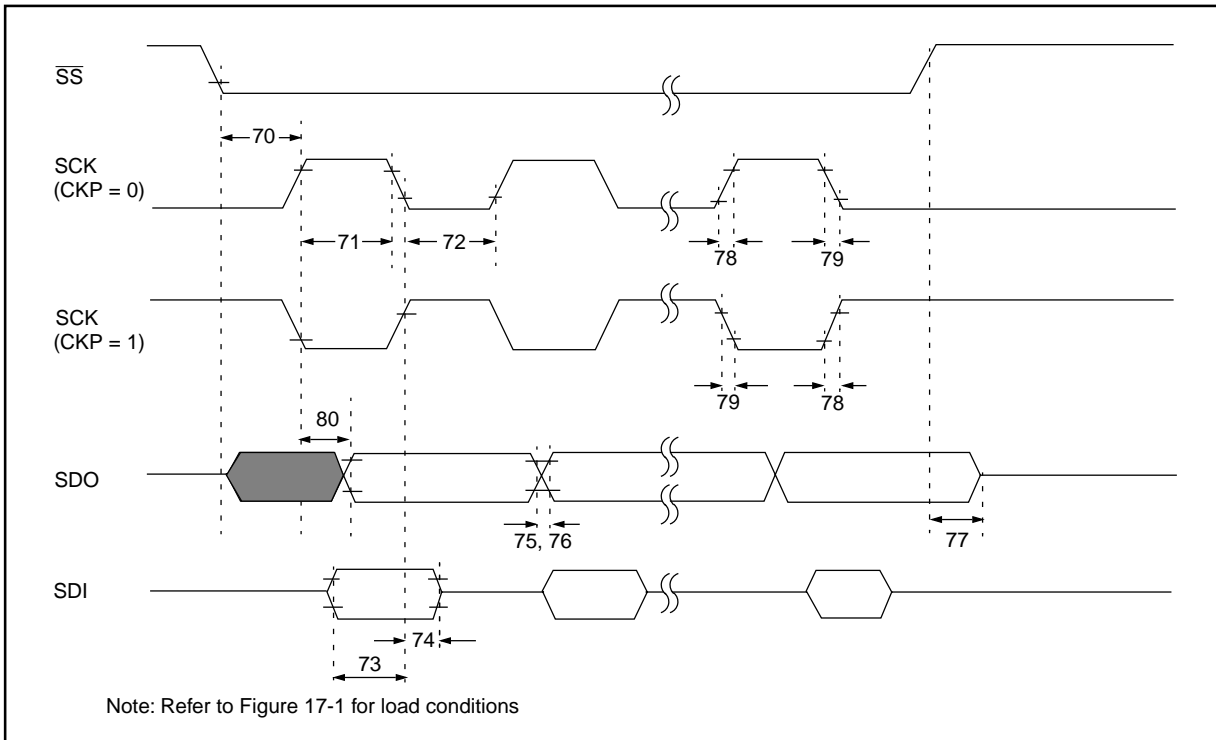 SS
70
SCK
(CKP = 0)
71
72
78
79
SCK
(CKP = 1)
79
78
80
SDO
75, 76
77
SDI
74
73
Note: Refer to Figure 17-1 for load conditions